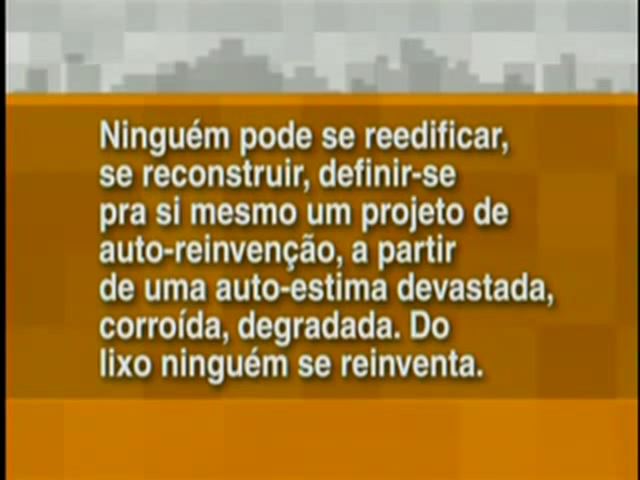 Ninguém pode se reedificar,
se reconstruir, definir-se
pra si mesmo um projeto de
auto-reinvenção, a partir
de uma auto-estima devastada,
corroída, degradada. Do
lixo ninguém se reinventa.